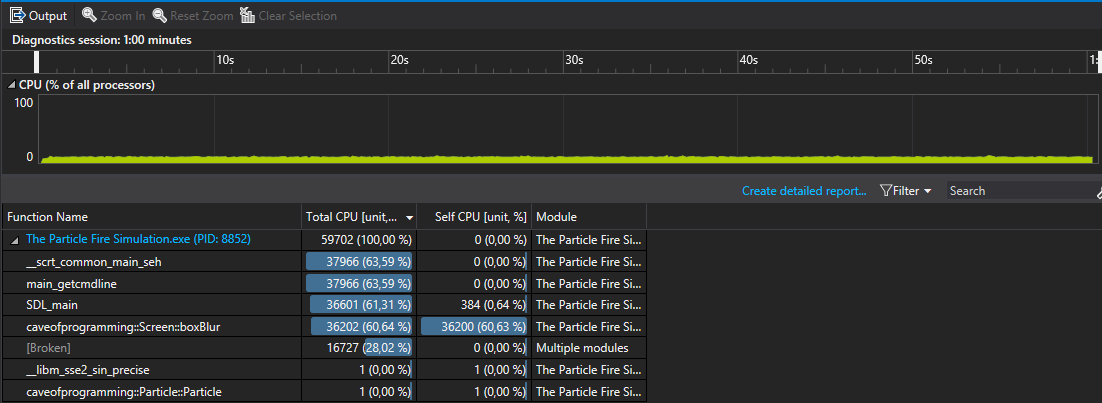 Output Zoom In Reset Zoom Clear Selection
Diagnostics session: 1:00 minutes
10s 20s 30s 40s 50s 1:
CPU (% of all processors)
100
0
Create detailed report... Filter Search
Function Name Total CPU [unit,... Self CPU [unit, %] Module
The Particle Fire Simulation.exe (PID: 8852) 59702 (100,00 %) 0 (0,00 %) The Particle Fire Si...
__scrt_common_main_seh 37966 (63,59 %) 0 (0,00 %) The Particle Fire Si...
main_getcmdline 37966 (63,59 %) 0 (0,00 %) The Particle Fire Si...
SDL_main 36601 (61,31 %) 384 (0,64 %) The Particle Fire Si...
caveofprogramming::Screen::boxBlur 36202 (60,64 %) 36200 (60,63 %) The Particle Fire Si...
[Broken] 16727 (28,02 %) 0 (0,00 %) Multiple modules
__libm_sse2_sin_precise 1 (0,00 %) 1 (0,00 %) The Particle Fire Si...
caveofprogramming::Particle::Particle 1 (0,00 %) 1 (0,00 %) The Particle Fire Si...